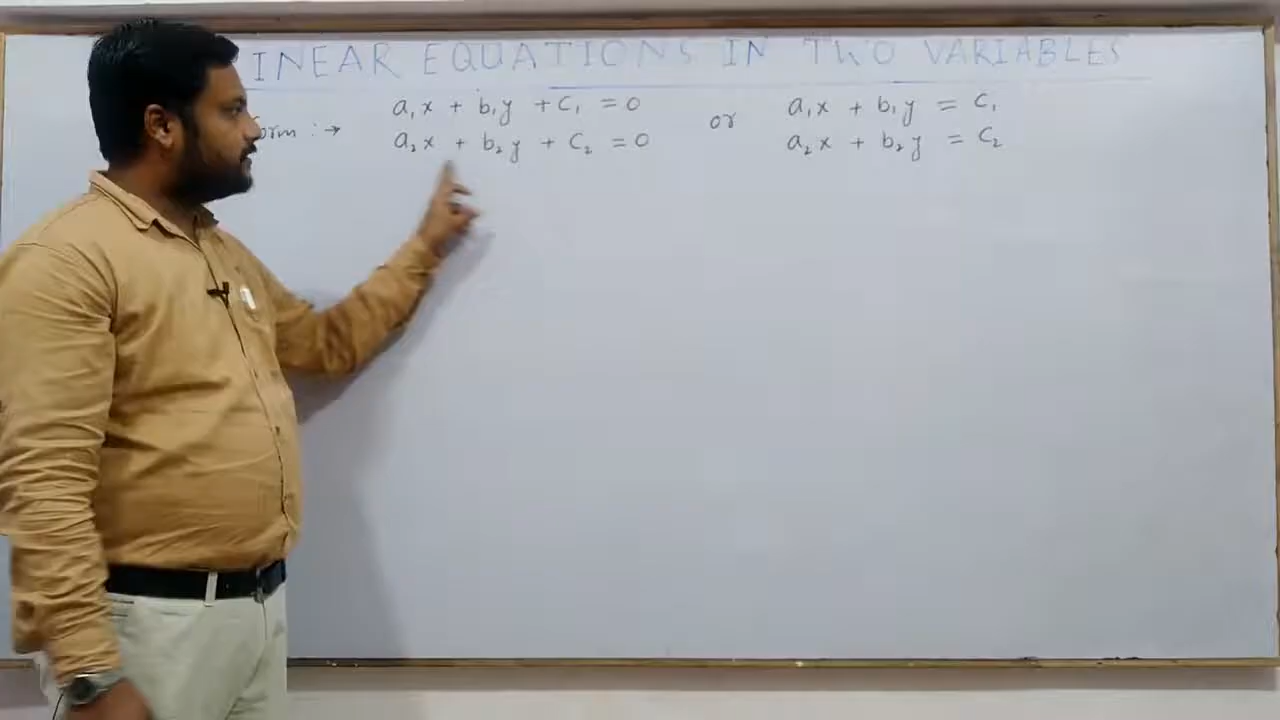 INEAR EQUATIONS IN TWO VARIABLES
orm :→ a₁x + b₁y + C₁ = 0 or a₁x + b₁y = C₁
a₂x + b₂y + C₂ = 0 a₂x + b₂y = C₂